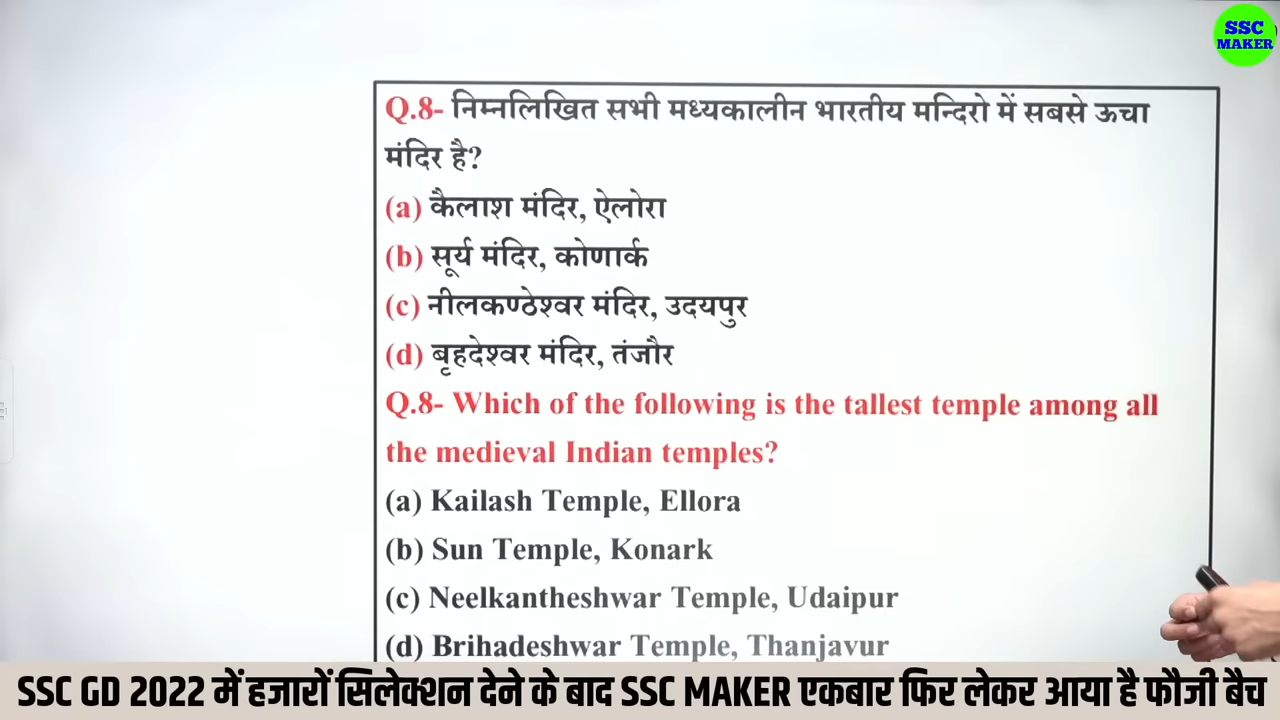 SSC
MAKER
Q.8- निम्नलिखित सभी मध्यकालीन भारतीय मन्दिरो में सबसे ऊचा
मंदिर है?
(a) कैलाश मंदिर, ऐलोरा
(b) सूर्य मंदिर, कोणार्क
(c) नीलकण्ठेश्वर मंदिर, उदयपुर
(d) बृहदेश्वर मंदिर, तंजौर
Q.8- Which of the following is the tallest temple among all
the medieval Indian temples?
(a) Kailash Temple, Ellora
(b) Sun Temple, Konark
(c) Neelkantheshwar Temple, Udaipur
(d) Brihadeshwar Temple, Thanjavur
SSC GD 2022 में हजारों सिलेक्शन देने के बाद SSC MAKER एकबार फिर लेकर आया है फौजी बैच